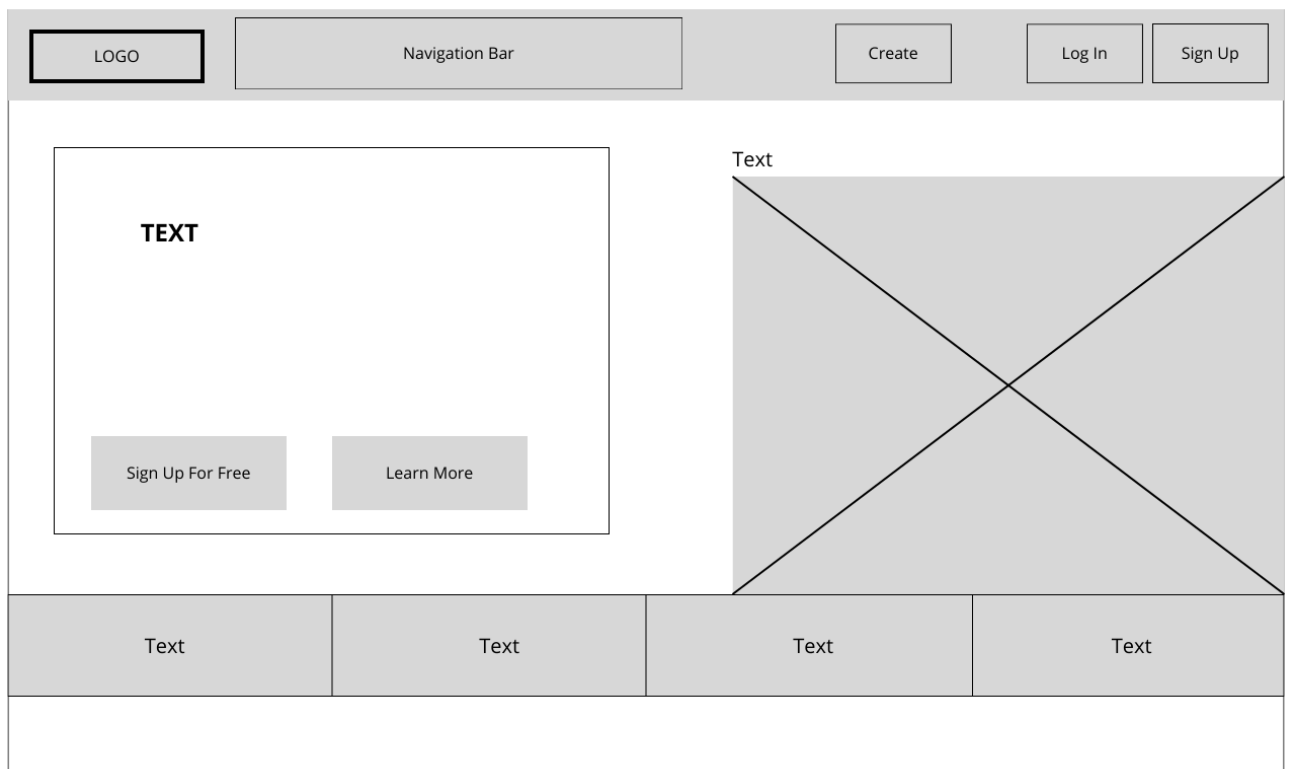 LOGO
Navigation Bar
Create
Log In
Sign Up
TEXT
Sign Up For Free
Learn More
Text
Text
Text
Text
Text